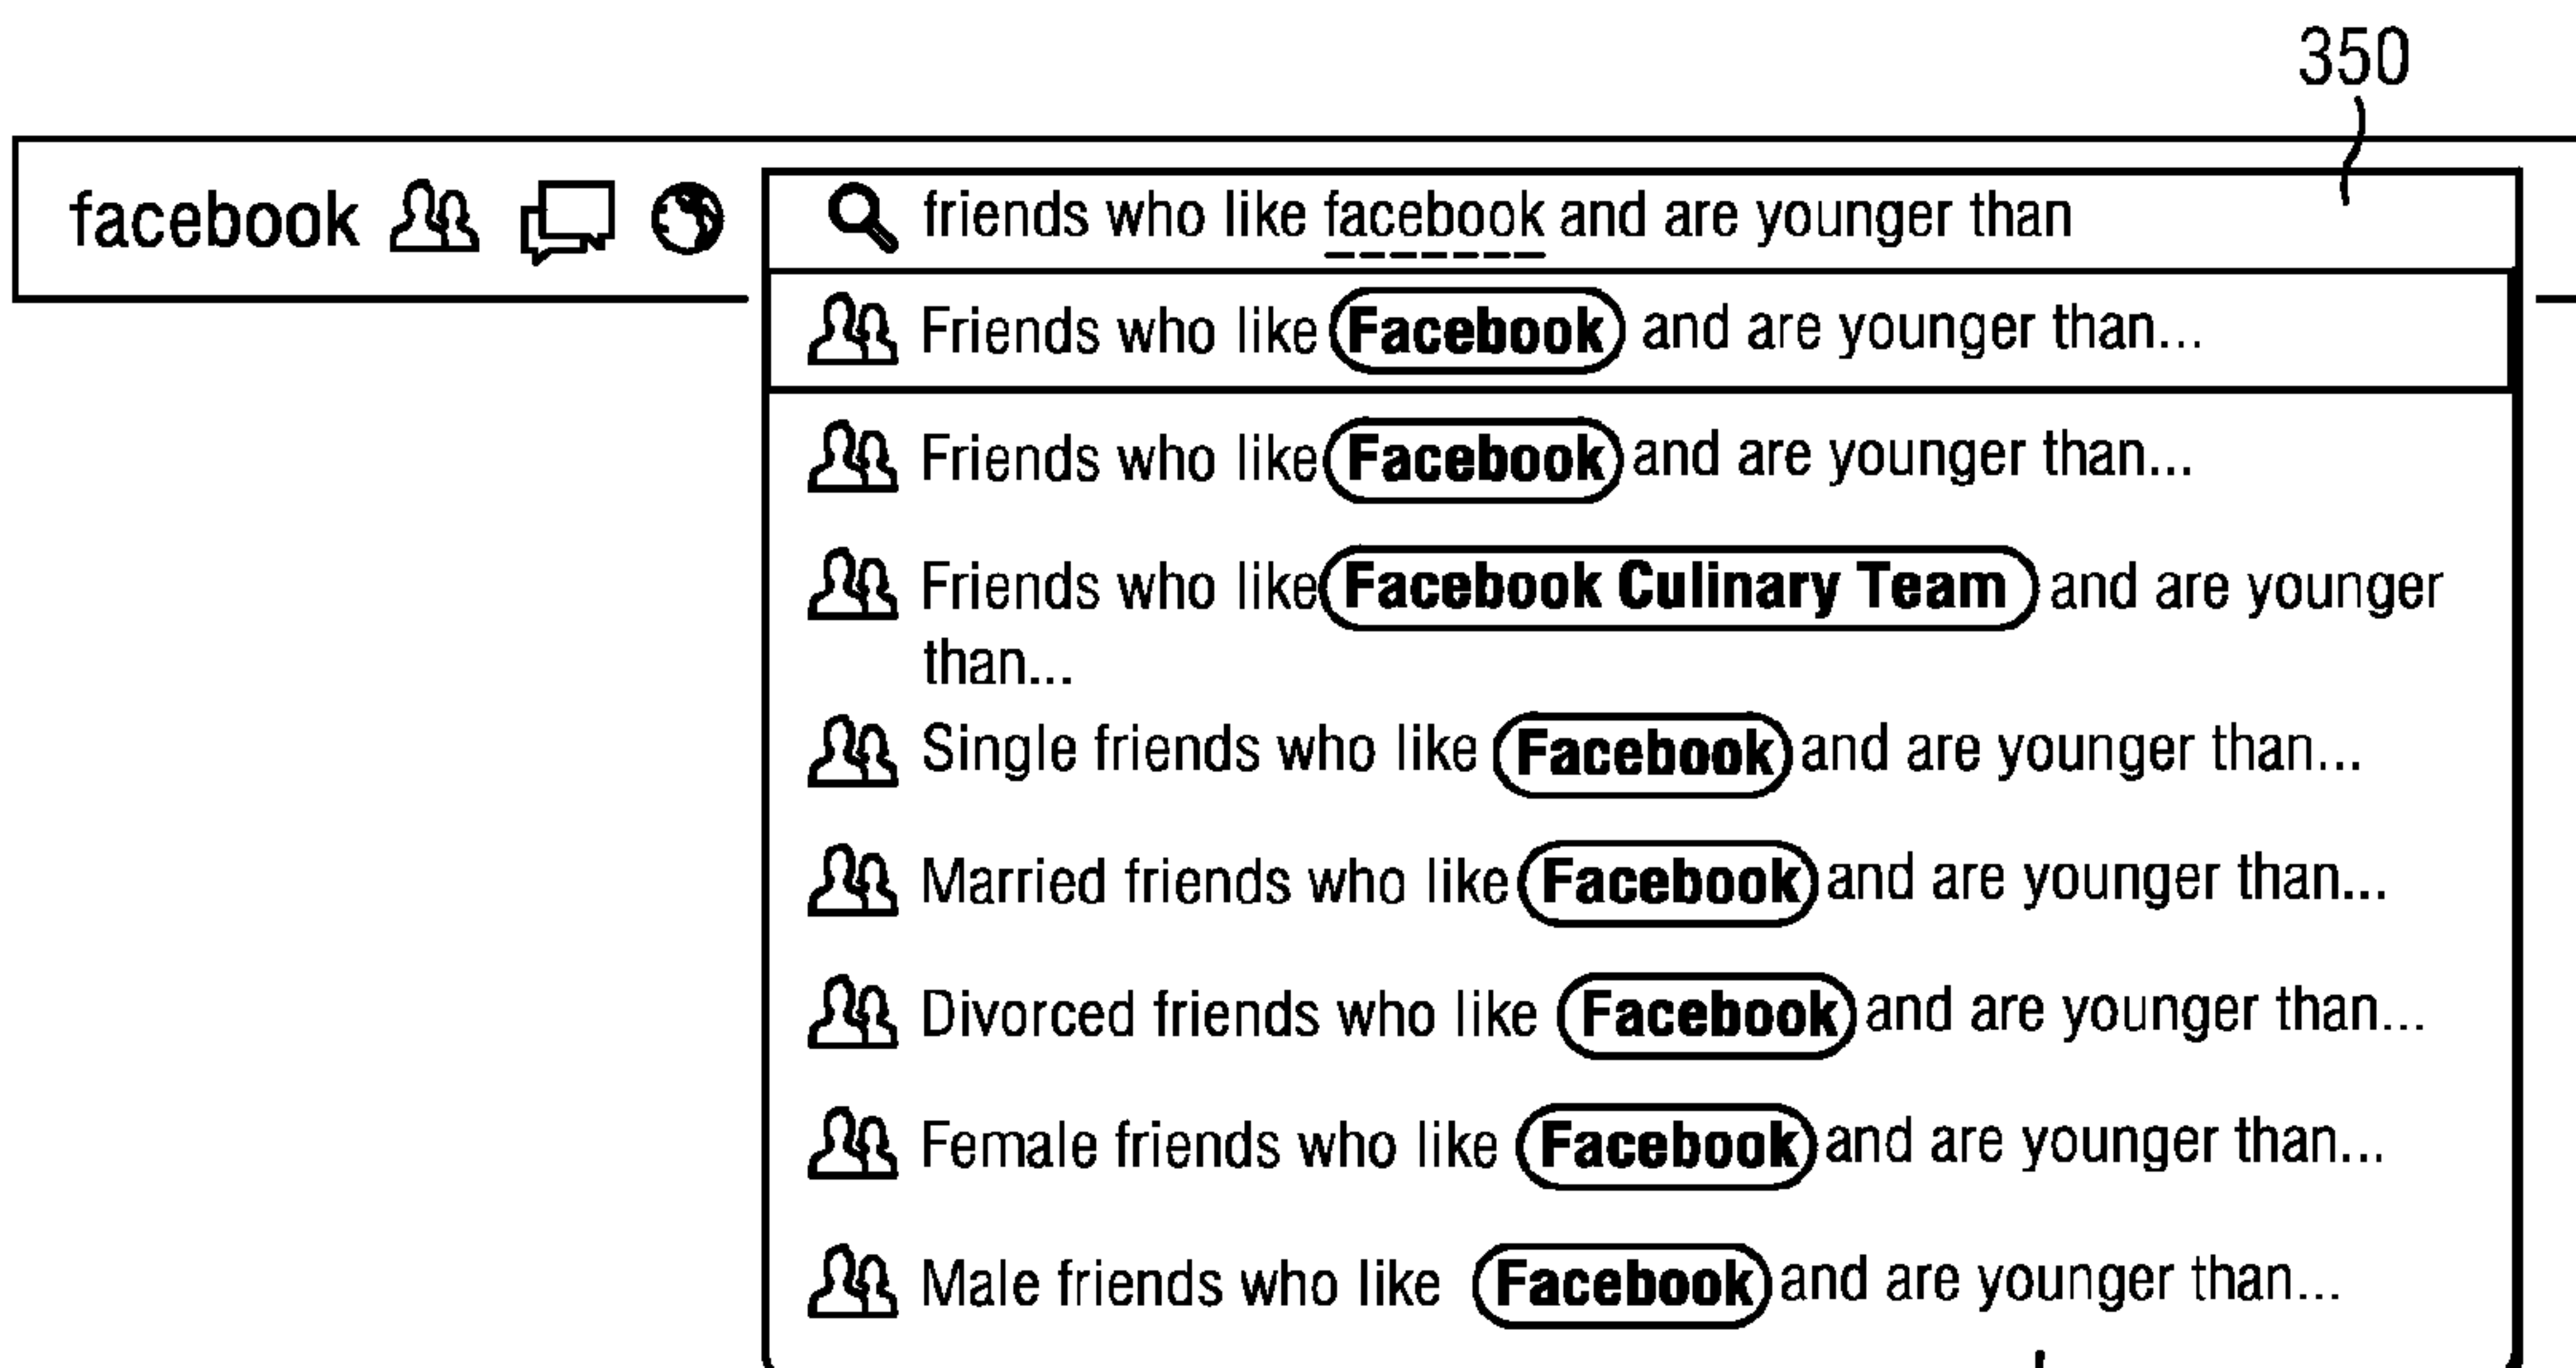 350
facebook
friends who like facebook and are younger than
Friends who like Facebook and are younger than...
Friends who like Facebook and are younger than...
Friends who like Facebook Culinary Team and are younger
than...
Single friends who like Facebook and are younger than...
Married friends who like Facebook and are younger than...
Divorced friends who like Facebook and are younger than...
Female friends who like Facebook and are younger than...
Male friends who like Facebook and are younger than...